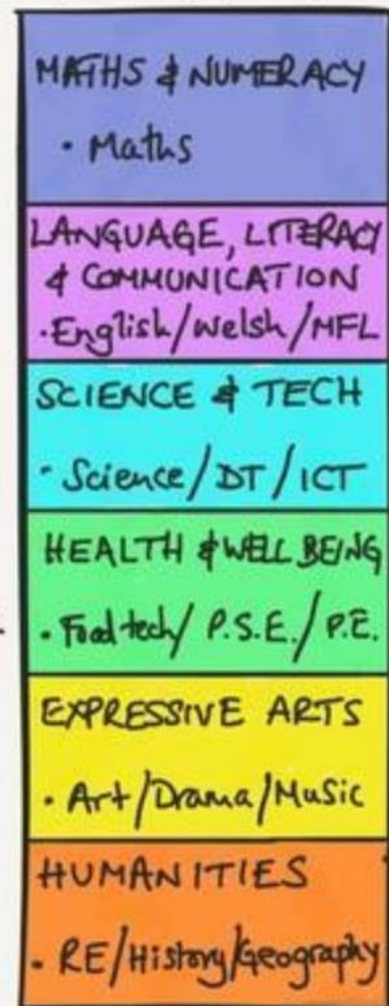 MATHS & NUMERACY
• Maths
LANGUAGE, LITERACY
& COMMUNICATION
• English/Welsh/MFL
SCIENCE & TECH
• Science/DT/ICT
HEALTH & WELL BEING
• Food tech/P.S.E./P.E.
EXPRESSIVE ARTS
• Art/Drama/Music
HUMANITIES
• RE/History/Geography